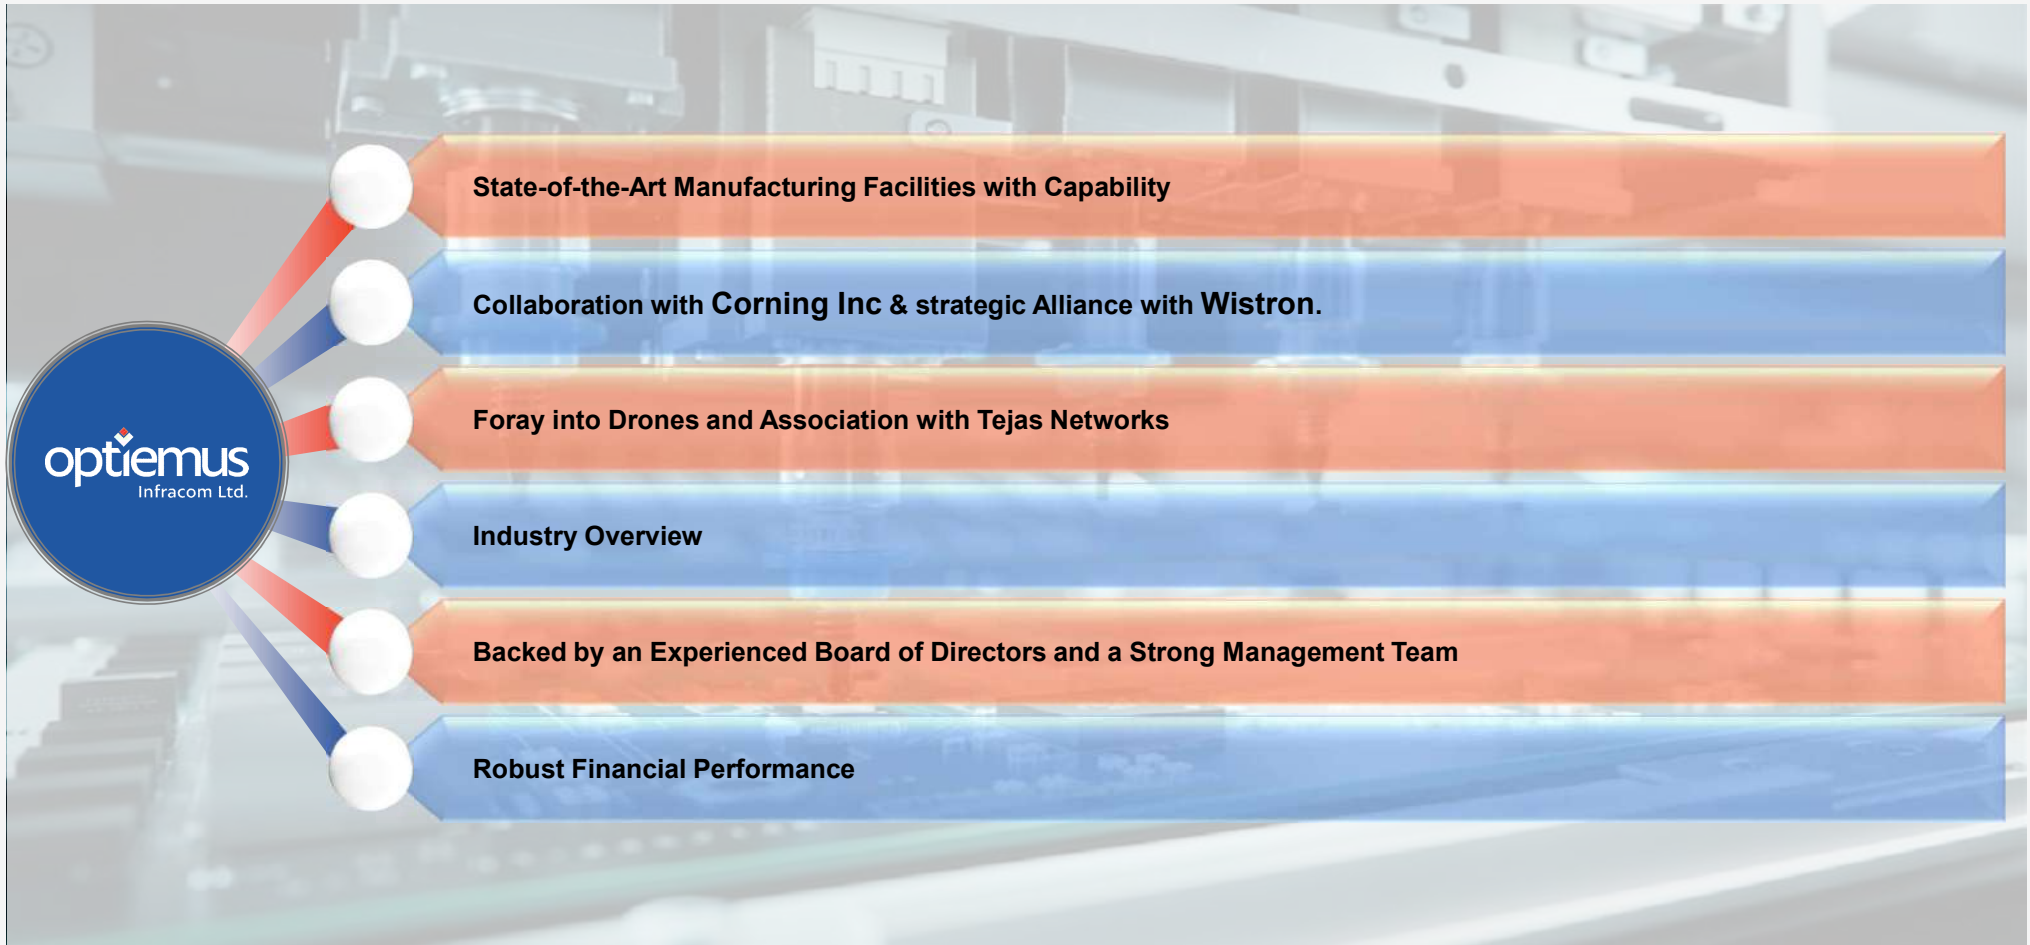 State-of-the-Art Manufacturing Facilities with Capability
Collaboration with Corning Inc & strategic Alliance with Wistron.
Foray into Drones and Association with Tejas Networks
optiemus
Infracom Ltd.
Industry Overview
Backed by an Experienced Board of Directors and a Strong Management Team
Robust Financial Performance